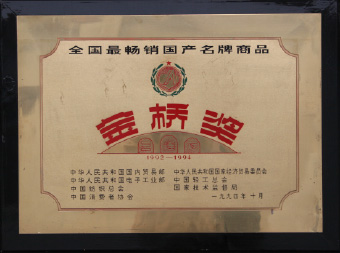 全国最畅销国产名牌商品
金桥奖
1993-1994
中华人民共和国国内贸易部 中华人民共和国国家经济贸易委员会
中华人民共和国电子工业部 中国轻工总会
中国纺织总会 国家技术监督局
中国消费者协会 一九九四年十月